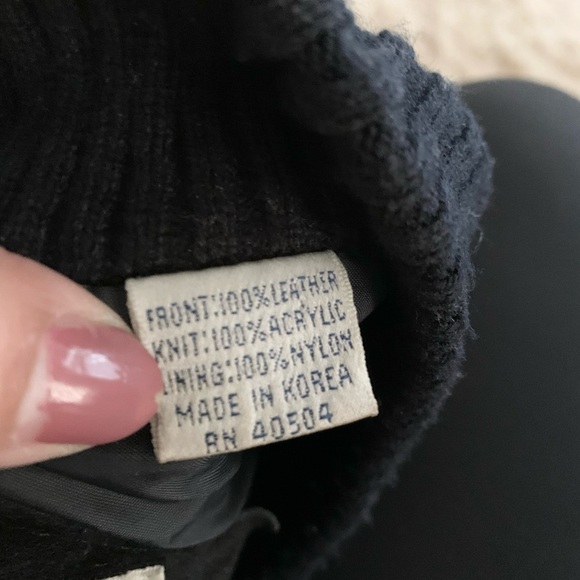 FRONT:100%LEATHER
KNIT:100%ACRYLIC
LINING:100%NYLON
MADE IN KOREA
RN 40504